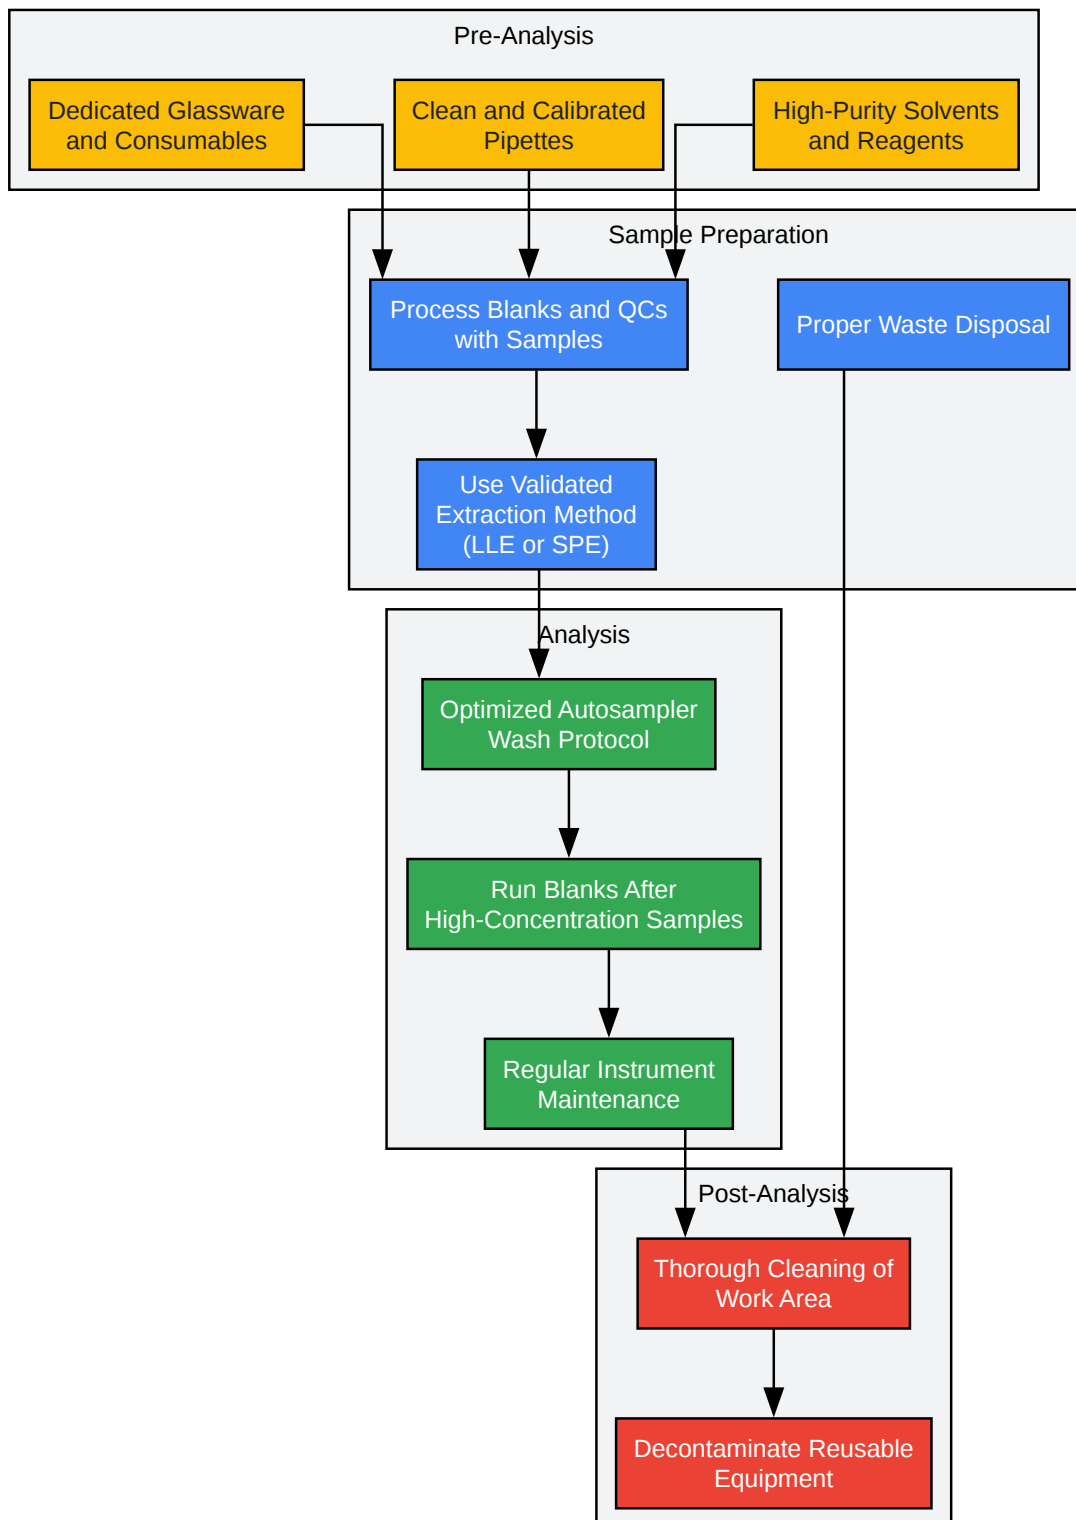 Pre-Analysis
Dedicated Glassware
and Consumables
Clean and Calibrated
Pipettes
High-Purity Solvents
and Reagents
Sample Preparation
Process Blanks and QCs
with Samples
Proper Waste Disposal
Use Validated
Extraction Method
(LLE or SPE)
Analysis
Optimized Autosampler
Wash Protocol
Run Blanks After
High-Concentration Samples
Regular Instrument
Maintenance
Post-Analysis
Thorough Cleaning of
Work Area
Decontaminate Reusable
Equipment